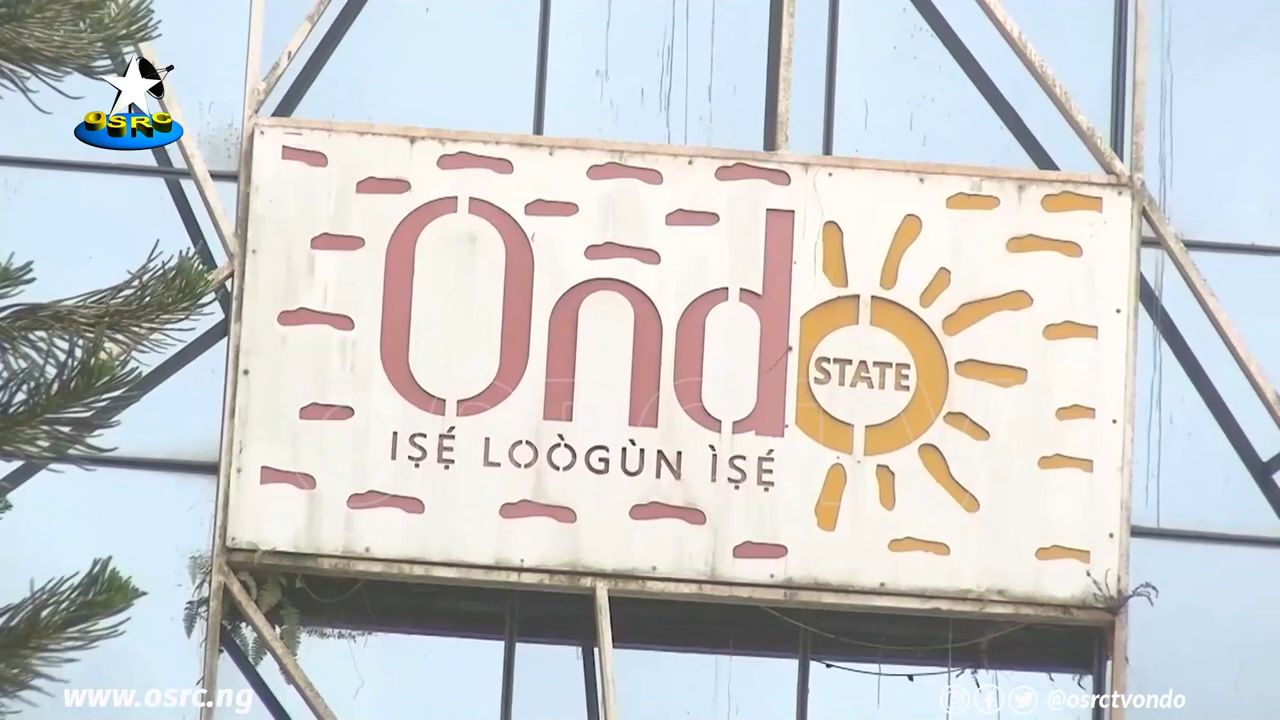 OSRC
Ondo
STATE
IṢẸ́ LOÒGÙN ÌṢẸ́
www.osrc.ng
@osrctvondo